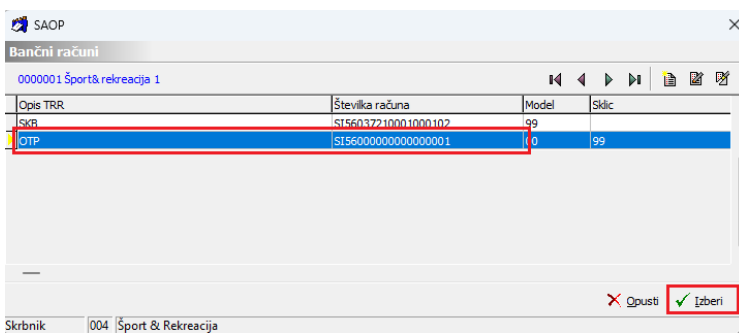 SAOP
Bančni računi
0000001 Šport& rekreacija 1
Opis TRR Številka računa Model Sklic
SKB SI56037210001000102 99
OTP SI56000000000000001 00 99
Opusti Izberi
Skrbnik 004 Šport & Rekreacija